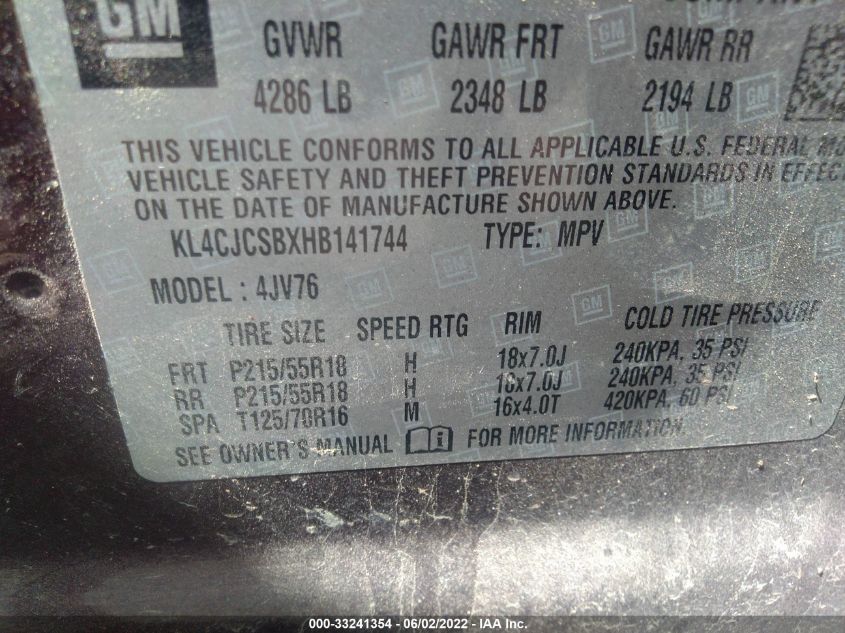 GM
GVWR GAWR FRT GAWR RR
4286 LB 2348 LB 2194 LB
THIS VEHICLE CONFORMS TO ALL APPLICABLE U.S. FEDERAL
VEHICLE SAFETY AND THEFT PREVENTION STANDARDS IN EFFECT
ON THE DATE OF MANUFACTURE SHOWN ABOVE.
KL4CJCSBXHB141744 TYPE: MPV
MODEL : 4JV76
TIRE SIZE SPEED RTG RIM COLD TIRE PRESSURE
FRT P215/55R18 H 18x7.0J 240KPA, 35 PSI
RR P215/55R18 H 18x7.0J 240KPA, 35 PSI
SPA T125/70R16 M 16x4.0T 420KPA, 60 PSI
SEE OWNER'S MANUAL FOR MORE INFORMATION.
000-33241354 - 06/02/2022 - © IAA Inc.